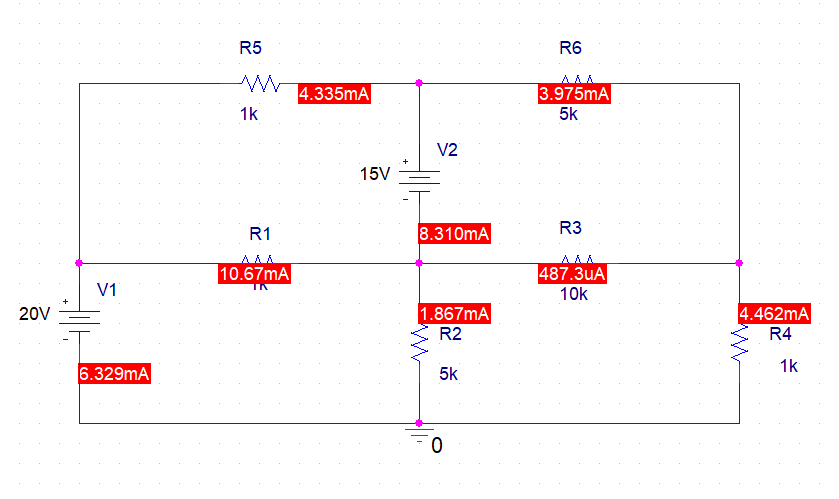 R5
R6
4.335mA
3.975mA
1k
5k
V2
+
15V
-
8.310mA
R1
R3
10.67mA
487.3uA
1k
10k
V1
+
20V
-
1.867mA
4.462mA
R2
R4
5k
1k
6.329mA
0